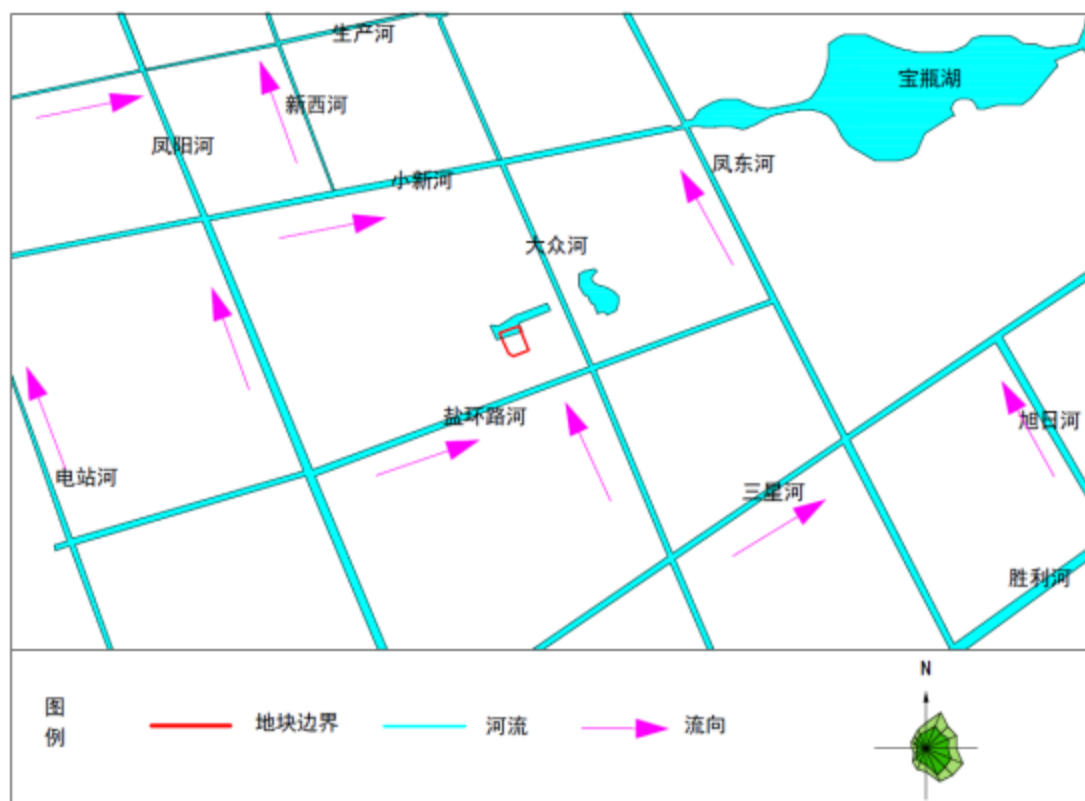 生产河
宝瓶湖
新西河
凤阳河
凤东河
小新河
大众河
盐环路河
旭日河
电站河
三星河
胜利河
N
图例
地块边界
河流
流向